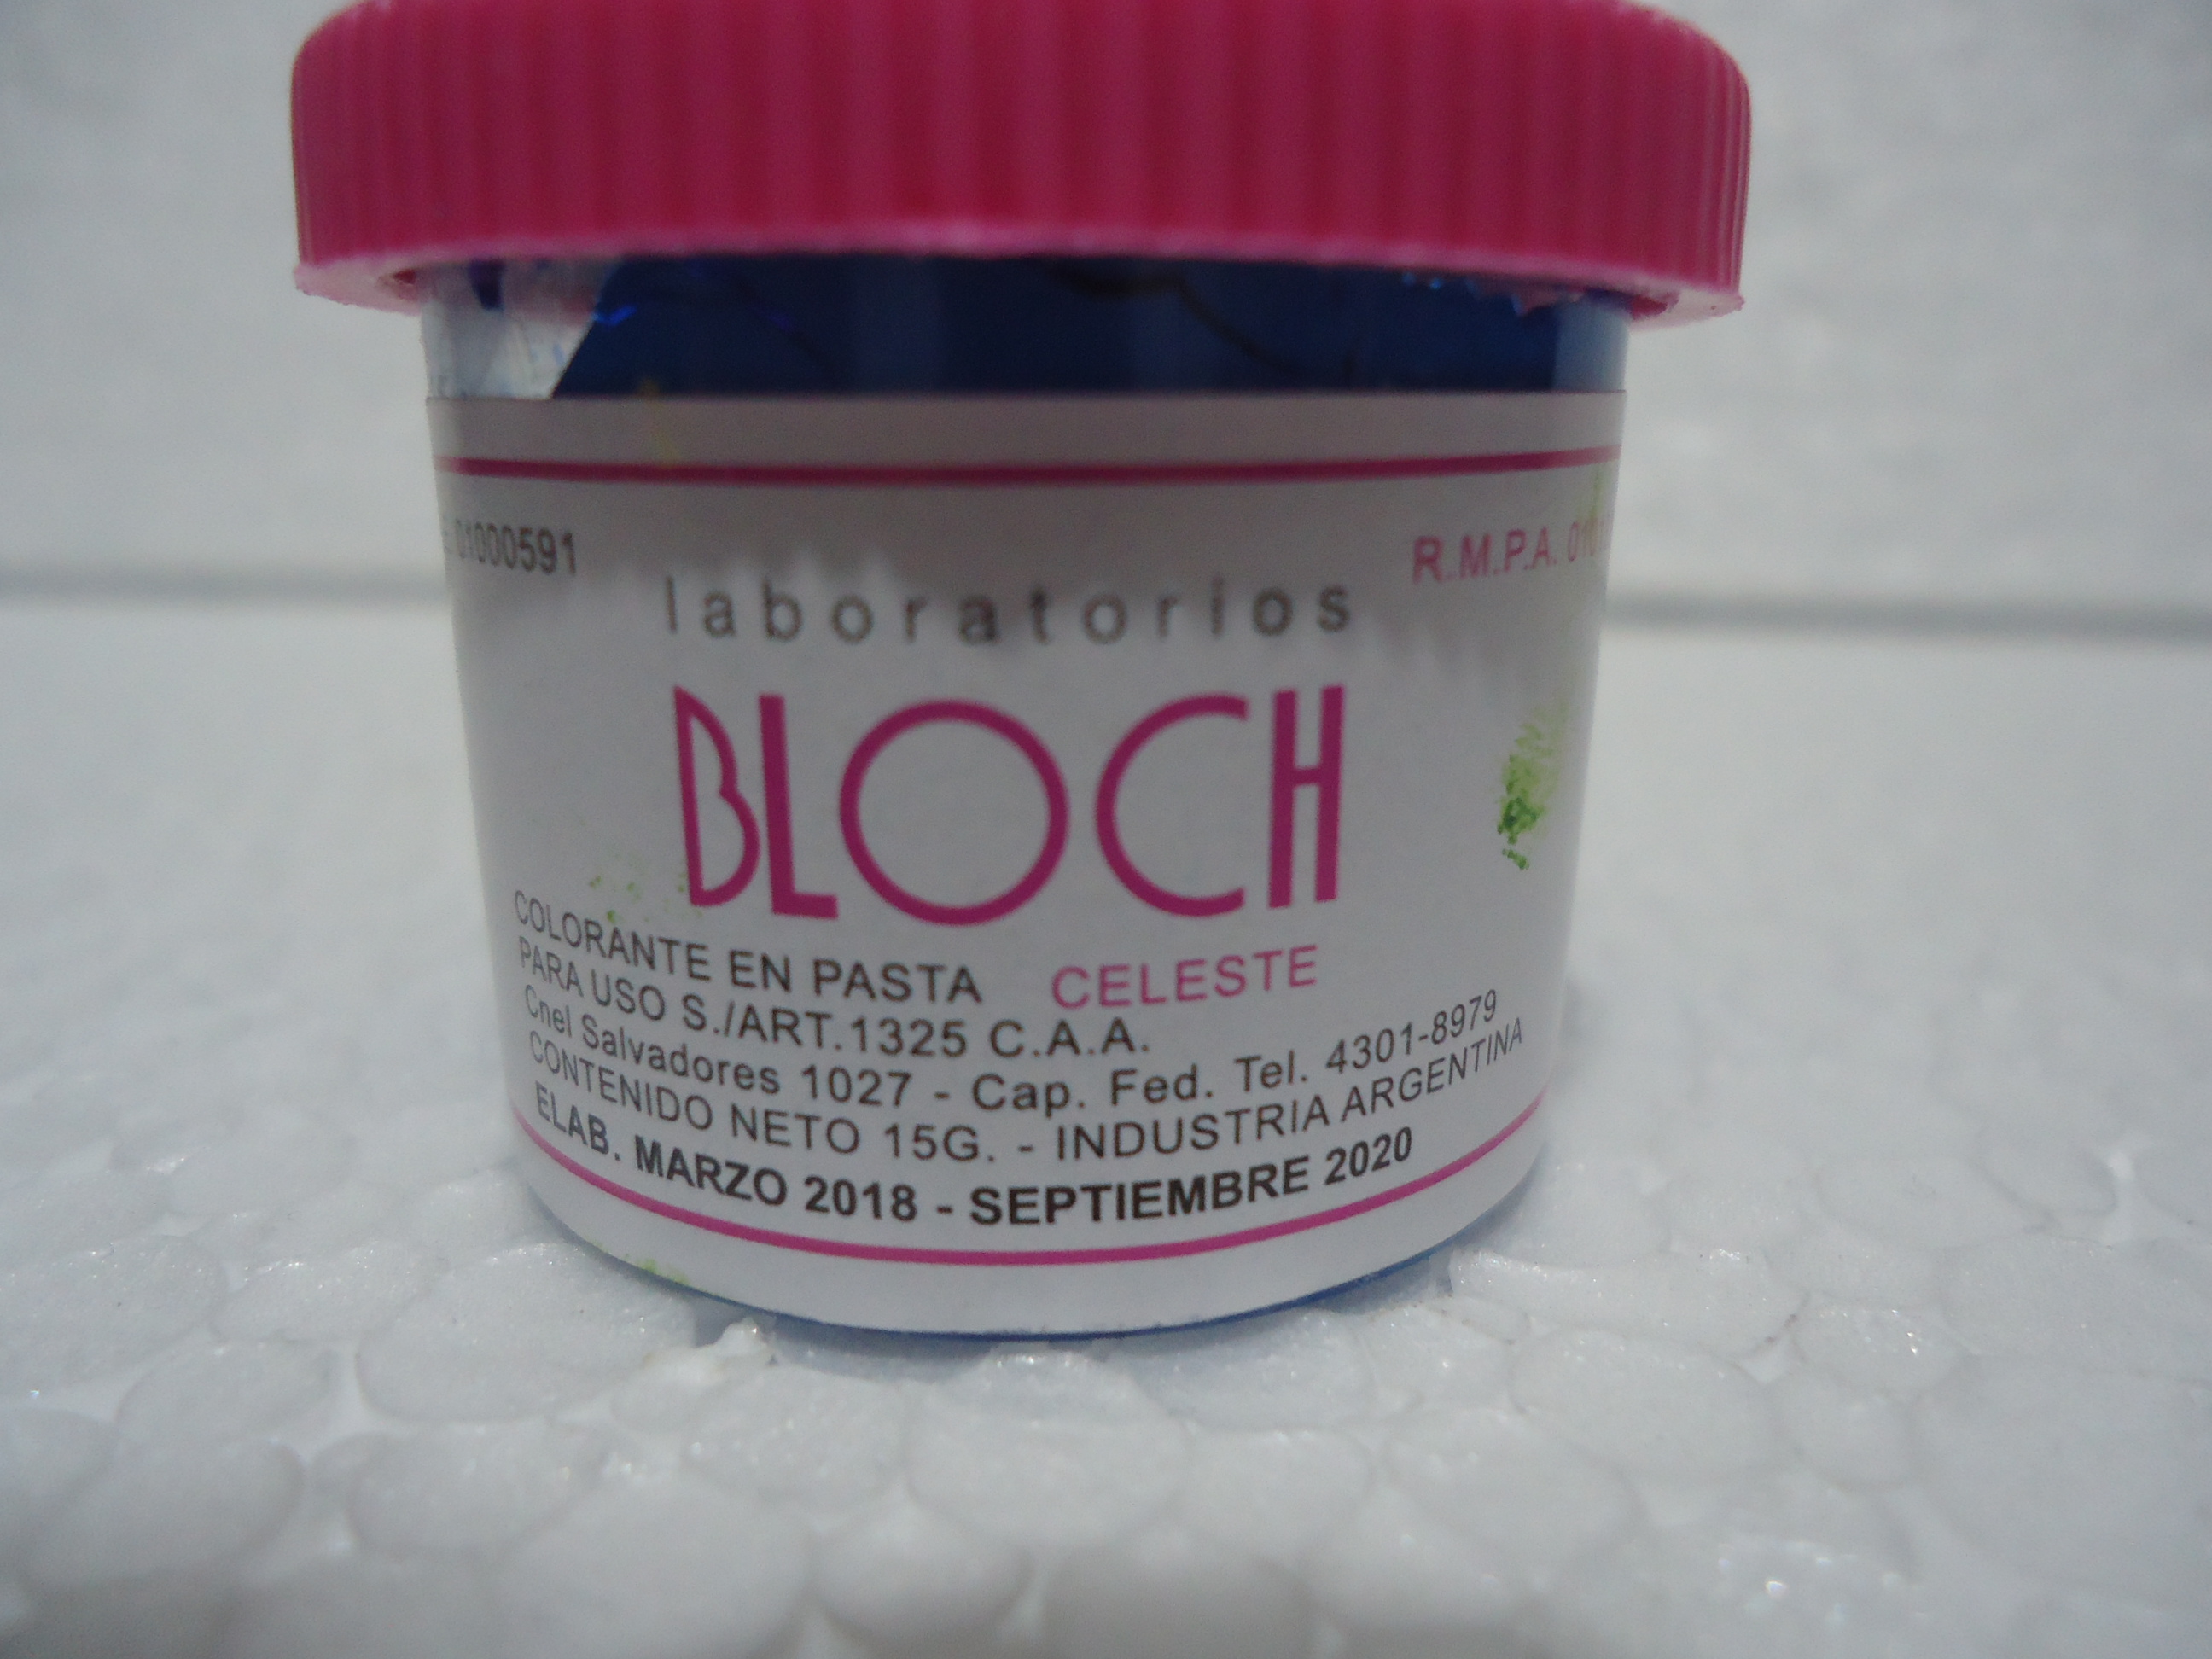 01000591
R.M.P.A.
laboratorios
BLOCH
COLORANTE EN PASTA CELESTE
PARA USO S./ART.1325 C.A.A.
Cnel Salvadores 1027 - Cap. Fed. Tel. 4301-8979
CONTENIDO NETO 15G. - INDUSTRIA ARGENTINA
ELAB. MARZO 2018 - SEPTIEMBRE 2020